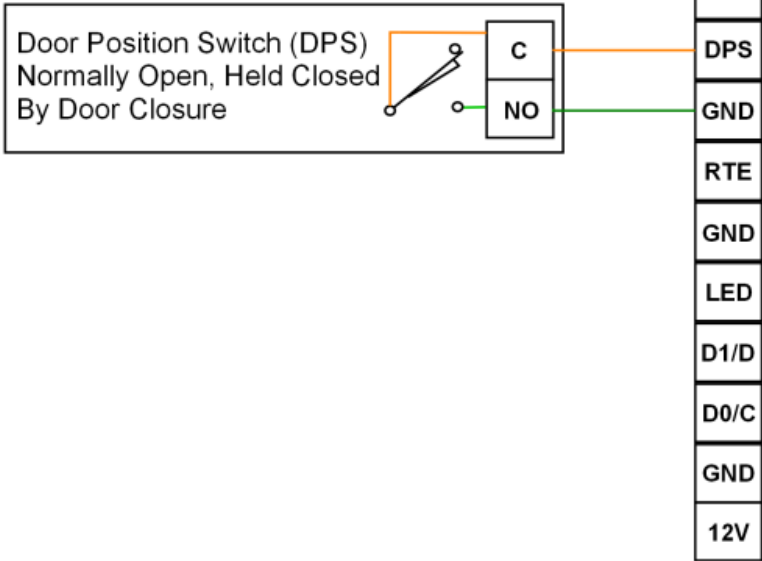 Door Position Switch (DPS)
Normally Open, Held Closed
By Door Closure
C
NO
DPS
GND
RTE
GND
LED
D1/D
D0/C
GND
12V